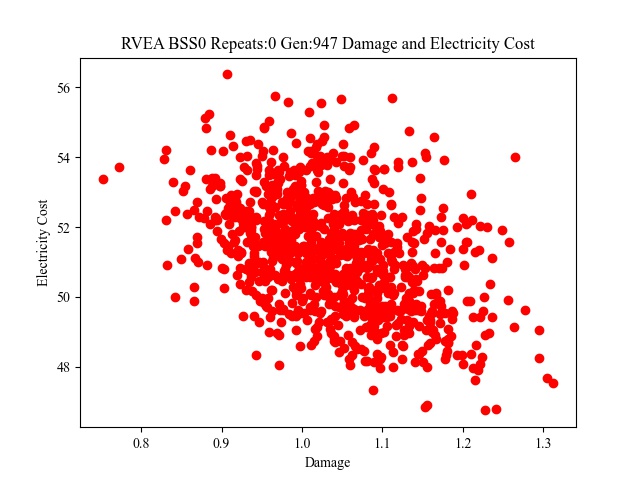 RVEA BSS0 Repeats:0 Gen:947 Damage and Electricity Cost
56
54
52
50
48
Electricity Cost
0.8 0.9 1.0 1.1 1.2 1.3
Damage